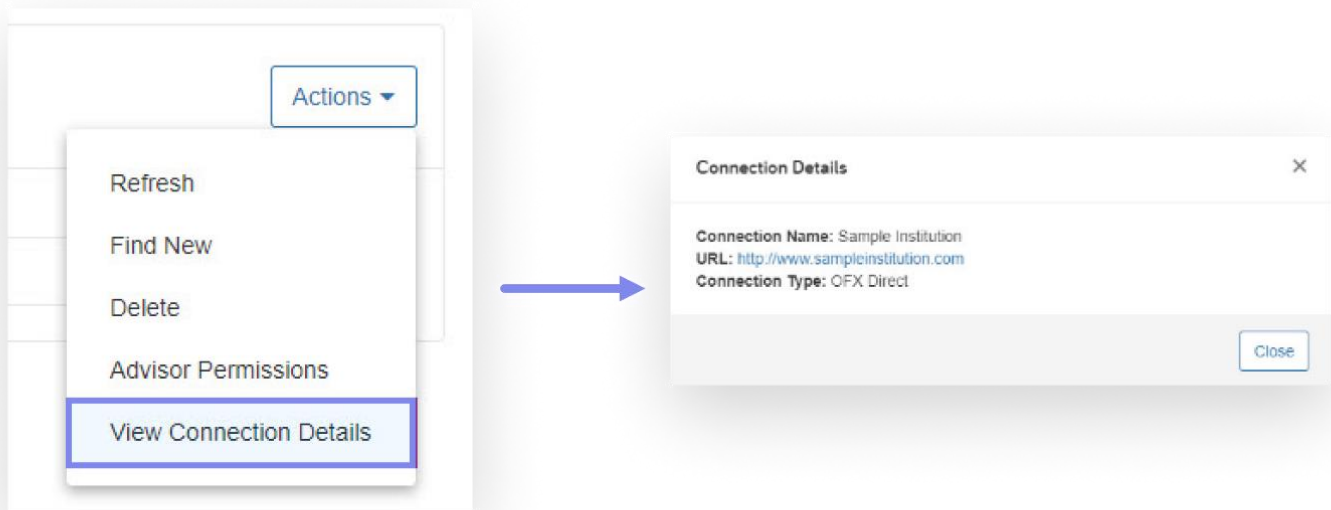 Actions
Refresh
Find New
Delete
Advisor Permissions
View Connection Details
Connection Details
Connection Name: Sample Institution
URL: http://www.sampleinstitution.com
Connection Type: OFX Direct
Close